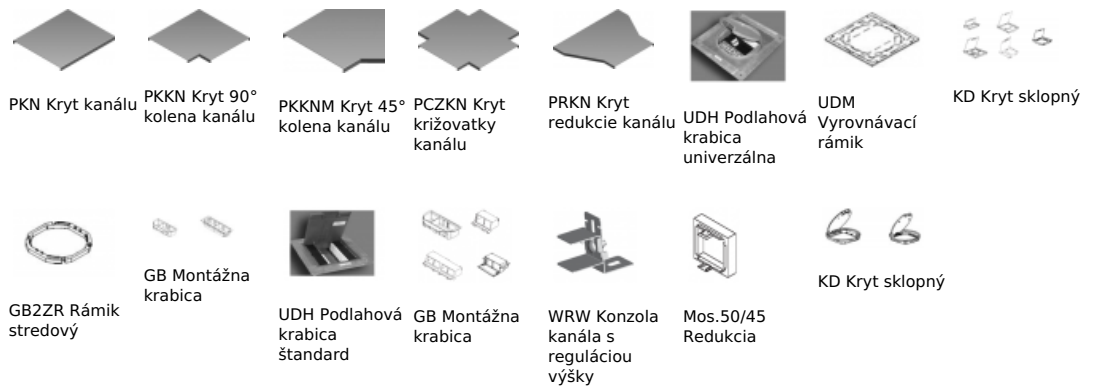 PKN Kryt kanálu
PKKN Kryt 90°
kolena kanálu
PKKNM Kryt 45°
kolena kanálu
PCZKN Kryt
križovatky
kanálu
PRKN Kryt
redukcie kanálu
UDH Podlahová
krabica
univerzálna
UDM
Vyrovnávací
rámik
KD Kryt sklopný
GB2ZR Rámik
stredový
GB Montážna
krabica
UDH Podlahová
krabica
štandard
GB Montážna
krabica
WRW Konzola
kanála s
reguláciou
výšky
Mos.50/45
Redukcia
KD Kryt sklopný